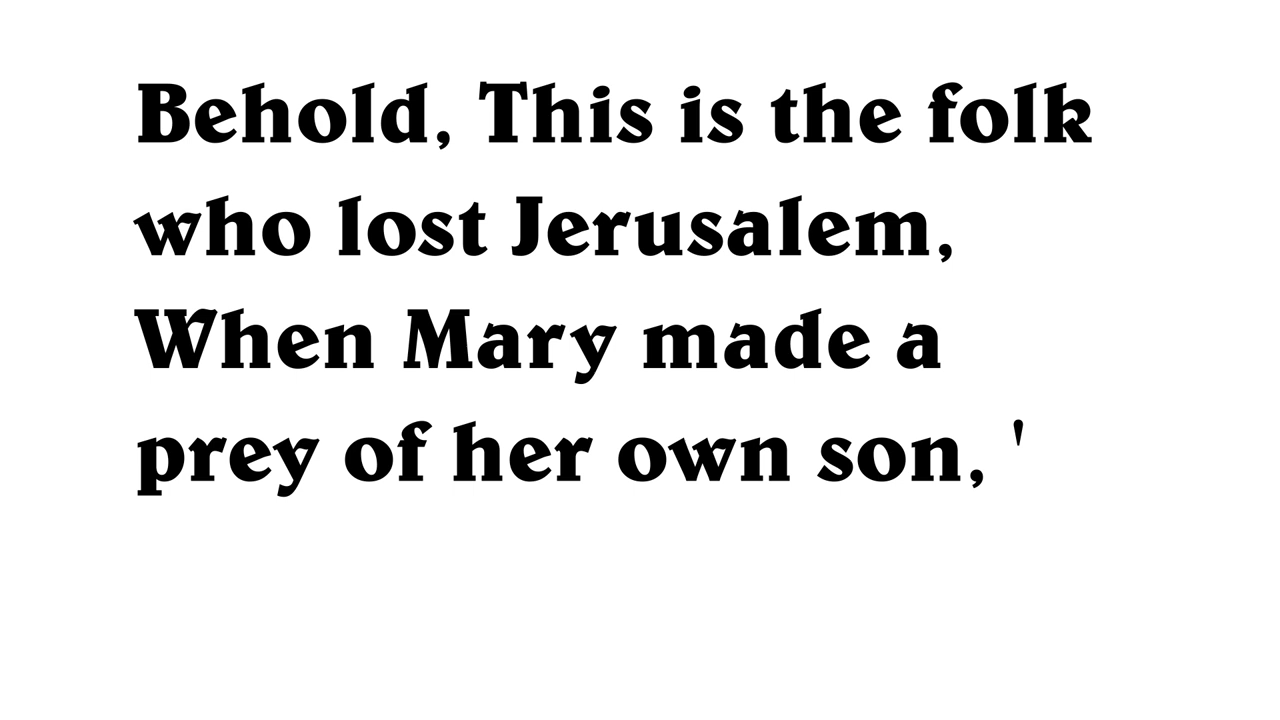 Behold, This is the folk
who lost Jerusalem,
When Mary made a
prey of her own son, '